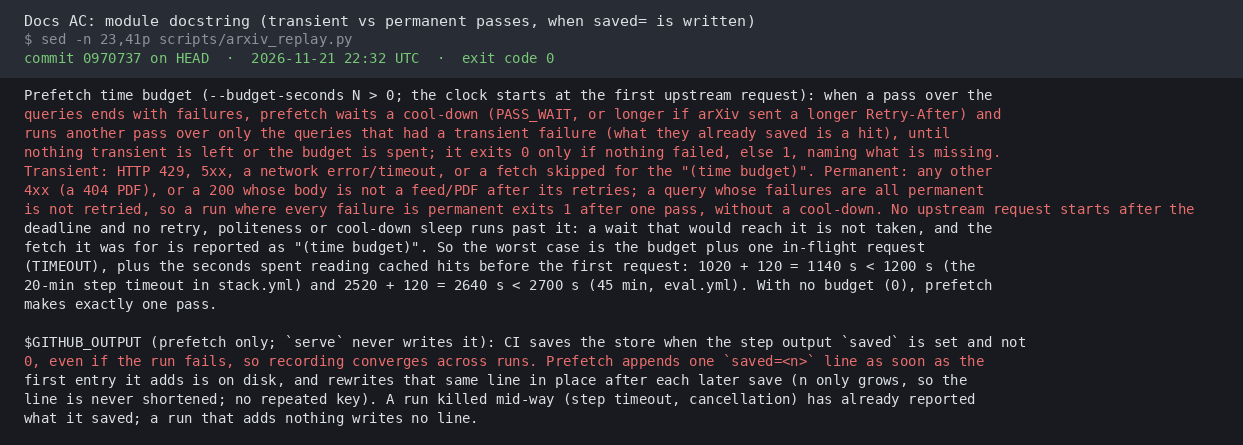 Docs AC: module docstring (transient vs permanent passes, when saved= is written)
$ sed -n 23,41p scripts/arxiv_replay.py
commit 0970737 on HEAD  ·  2026-11-21 22:32 UTC  ·  exit code 0
Prefetch time budget (--budget-seconds N > 0; the clock starts at the first upstream request): when a pass over the
queries ends with failures, prefetch waits a cool-down (PASS_WAIT, or longer if arXiv sent a longer Retry-After) and
runs another pass over only the queries that had a transient failure (what they already saved is a hit), until
nothing transient is left or the budget is spent; it exits 0 only if nothing failed, else 1, naming what is missing.
Transient: HTTP 429, 5xx, a network error/timeout, or a fetch skipped for the "(time budget)". Permanent: any other
4xx (a 404 PDF), or a 200 whose body is not a feed/PDF after its retries; a query whose failures are all permanent
is not retried, so a run where every failure is permanent exits 1 after one pass, without a cool-down. No upstream request starts after the
deadline and no retry, politeness or cool-down sleep runs past it: a wait that would reach it is not taken, and the
fetch it was for is reported as "(time budget)". So the worst case is the budget plus one in-flight request
(TIMEOUT), plus the seconds spent reading cached hits before the first request: 1020 + 120 = 1140 s < 1200 s (the
20-min step timeout in stack.yml) and 2520 + 120 = 2640 s < 2700 s (45 min, eval.yml). With no budget (0), prefetch
makes exactly one pass.
$GITHUB_OUTPUT (prefetch only; `serve` never writes it): CI saves the store when the step output `saved` is set and not
0, even if the run fails, so recording converges across runs. Prefetch appends one `saved=<n>` line as soon as the
first entry it adds is on disk, and rewrites that same line in place after each later save (n only grows, so the
line is never shortened; no repeated key). A run killed mid-way (step timeout, cancellation) has already reported
what it saved; a run that adds nothing writes no line.